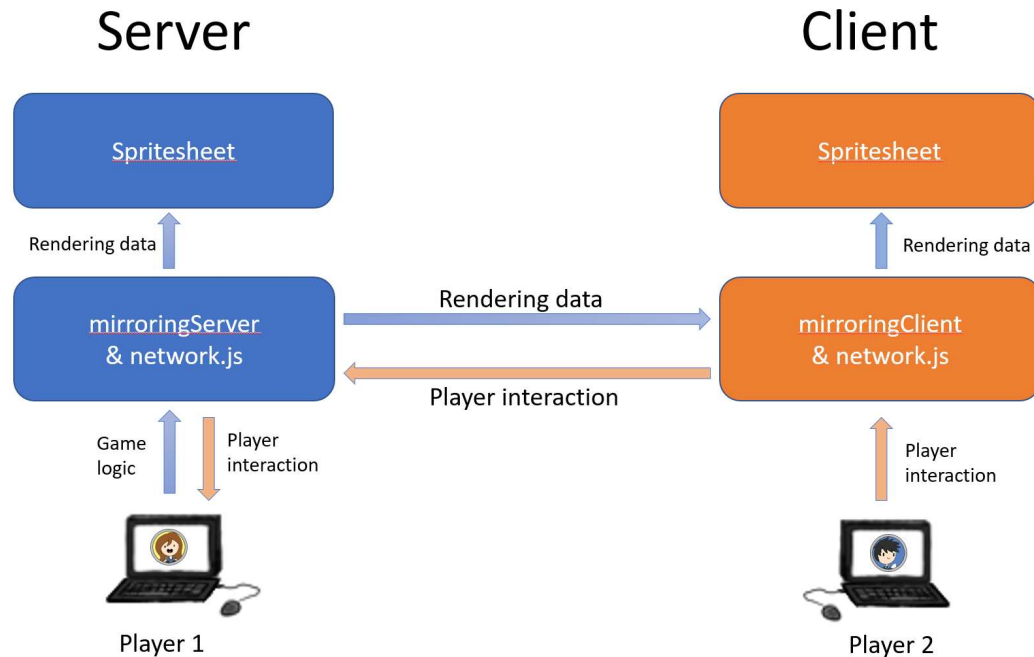 Server
Client
Spritesheet
Spritesheet
Rendering data
Rendering data
Rendering data
mirroringServer
& network.js
mirroringClient
& network.js
Player interaction
Game
logic
Player
interaction
Player
interaction
Player 1
Player 2